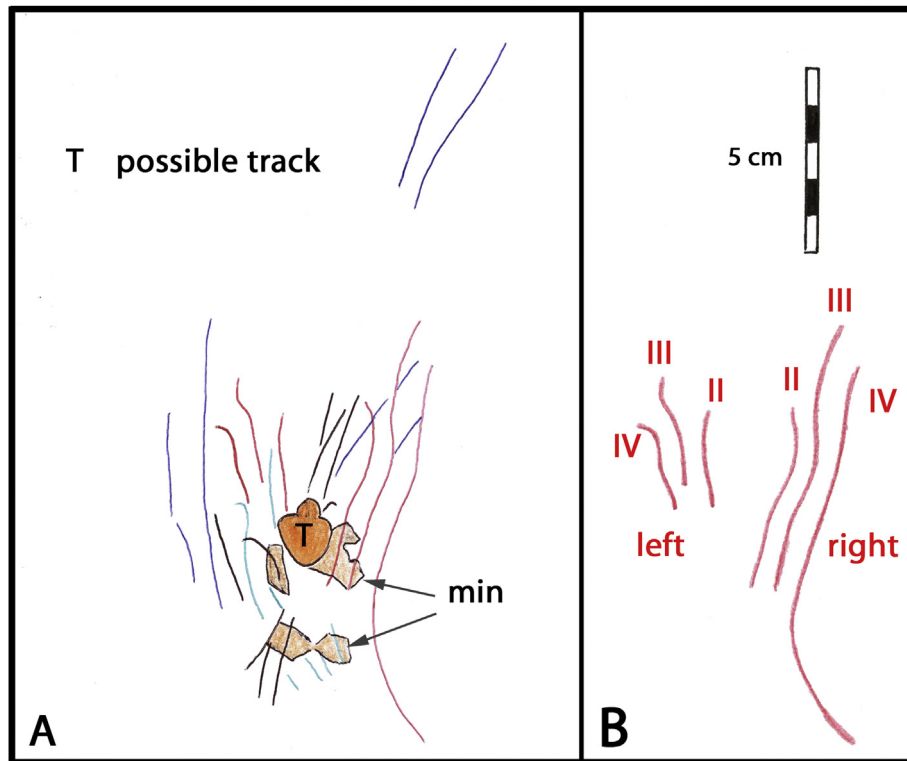 T possible track
T
min
A
5 cm
III
III
II
II
IV
IV
left
right
B